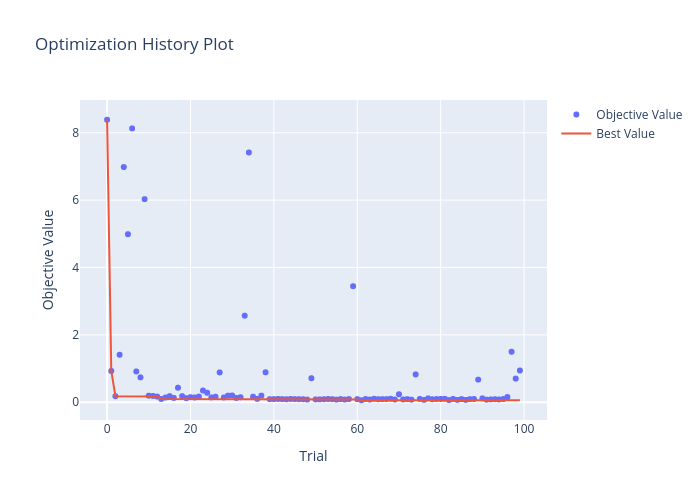 Optimization History Plot
Objective Value
Best Value
8
6
4
2
0
Objective Value
0
20
40
60
80
100
Trial